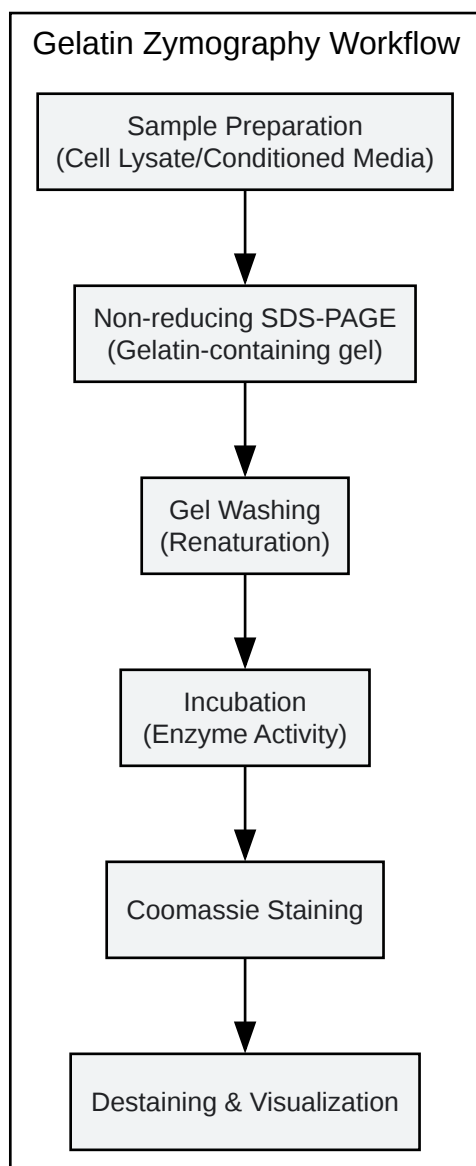 Gelatin Zymography Workflow
Sample Preparation
(Cell Lysate/Conditioned Media)
Non-reducing SDS-PAGE
(Gelatin-containing gel)
Gel Washing
(Renaturation)
Incubation
(Enzyme Activity)
Coomassie Staining
Destaining & Visualization